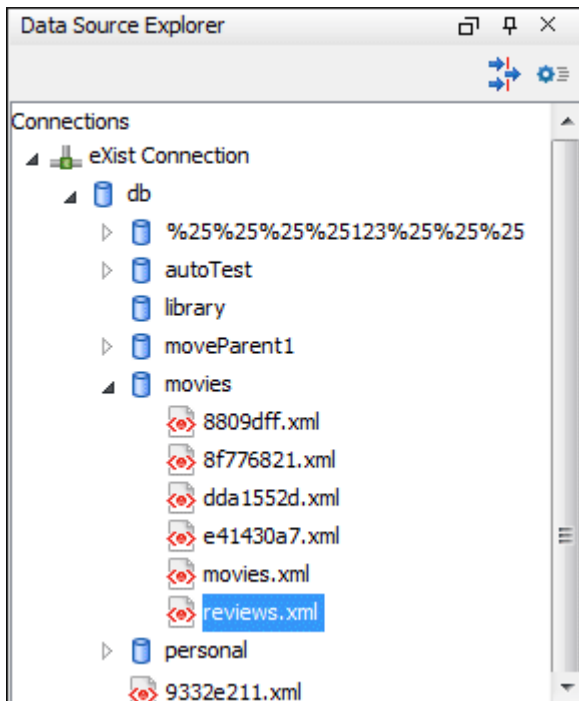 Data Source Explorer
Connections
eXist Connection
db
%25%25%25%25123%25%25%25
autoTest
library
moveParent1
movies
8809dff.xml
8f776821.xml
dda1552d.xml
e41430a7.xml
movies.xml
reviews.xml
personal
9332e211.xml